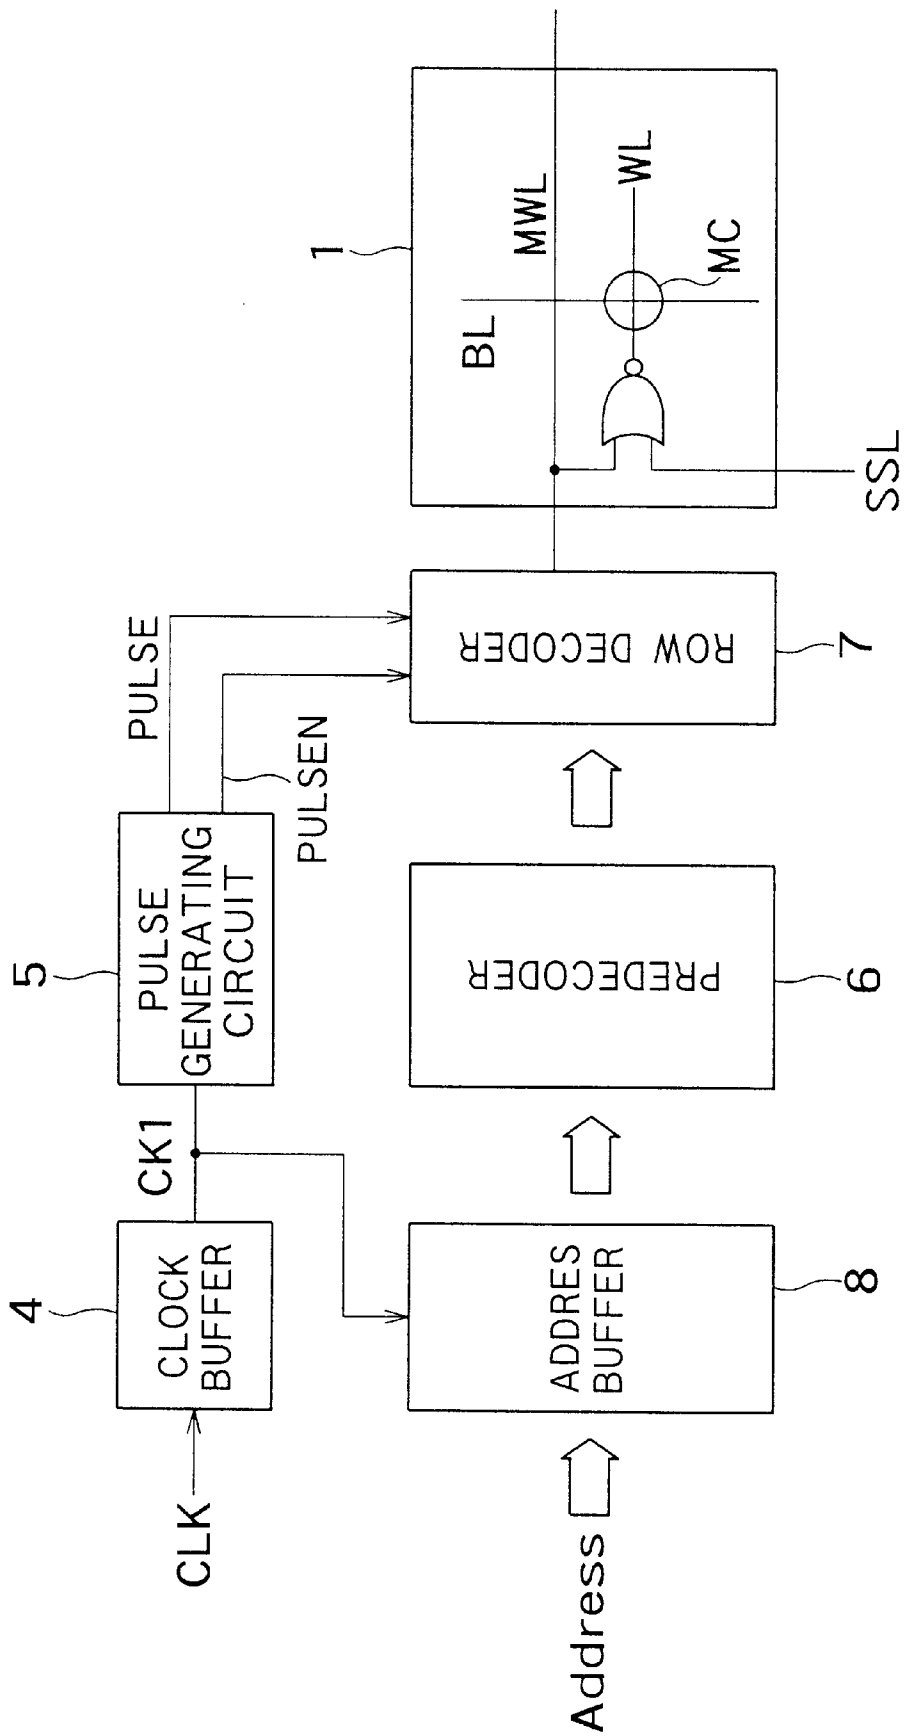 4
CLK
CLOCK
BUFFER
CK1
5
PULSE
GENERATING
CIRCUIT
PULSE
PULSEN
Address
ADDRES
BUFFER
8
PREDECODER
6
ROW DECODER
7
1
BL
MWL
WL
MC
SSL